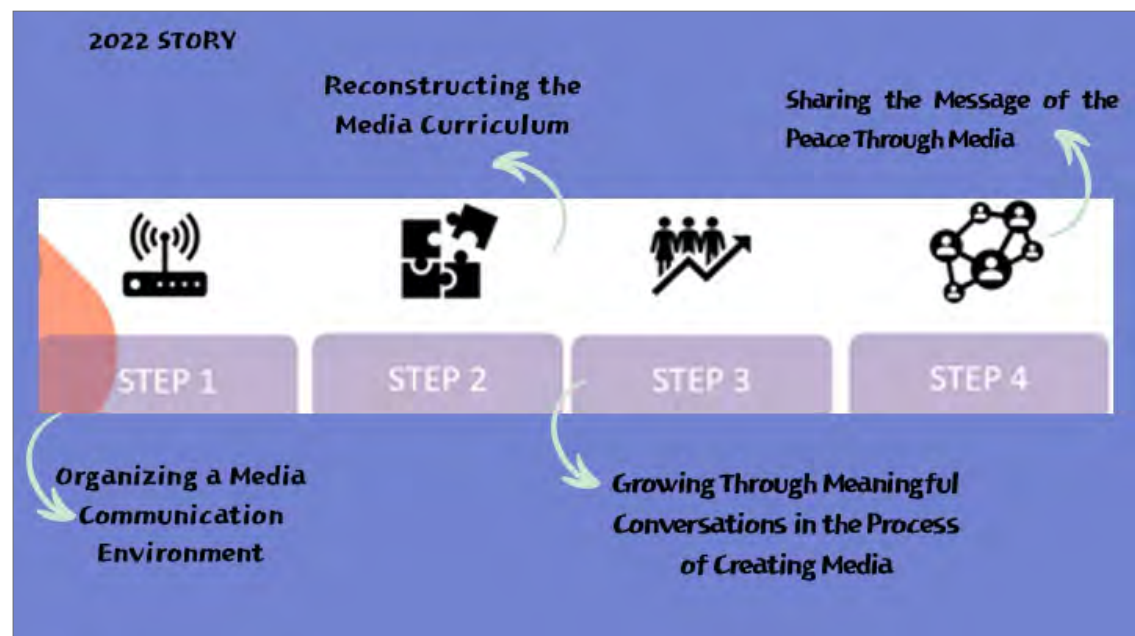 2022 STORY
Reconstructing the
Media Curriculum
Sharing the Message of the
Peace Through Media
STEP 1
STEP 2
STEP 3
STEP 4
Organizing a Media
Communication
Environment
Growing Through Meaningful
Conversations in the Process
of Creating Media